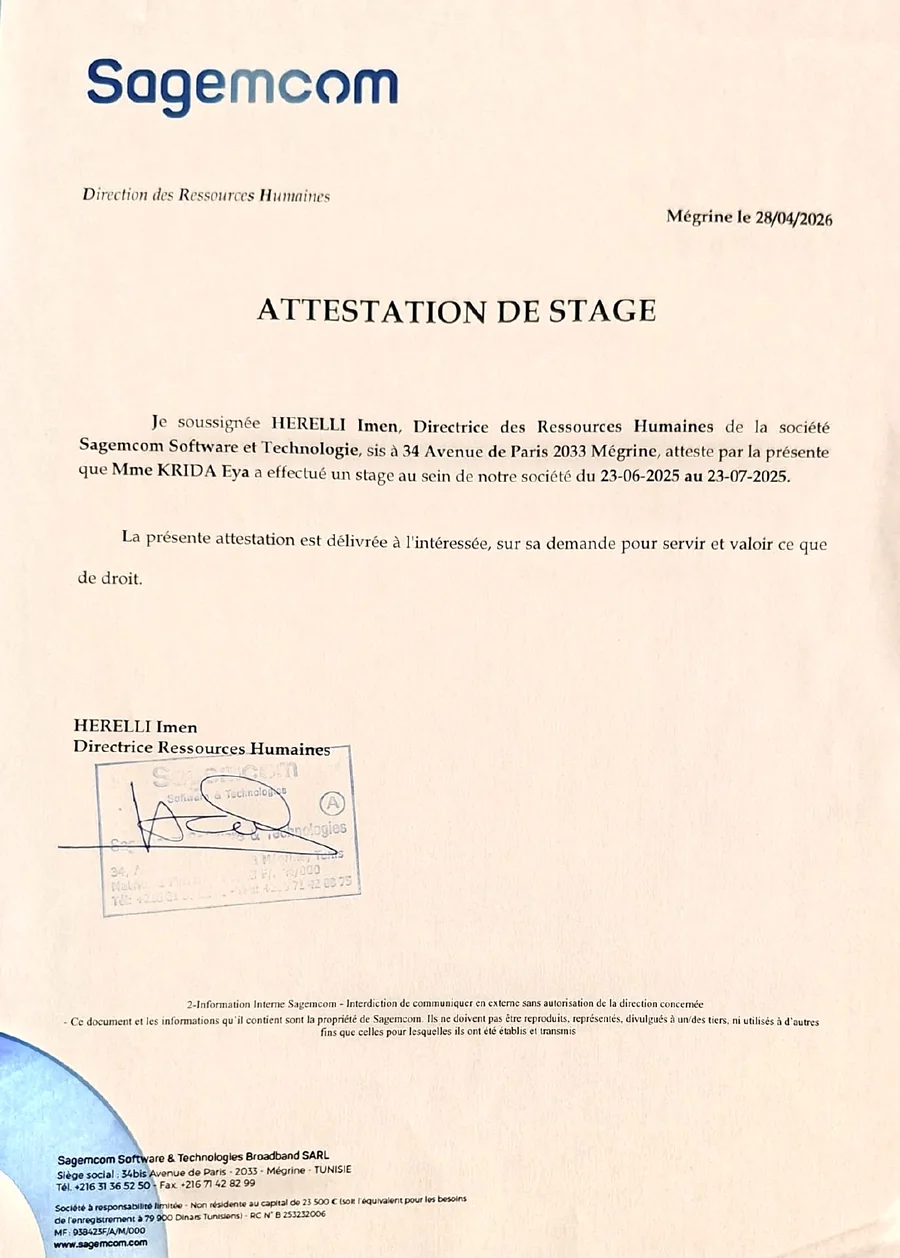 Sagemcom
Direction des Ressources Humaines
Mégrine le 28/04/2026
ATTESTATION DE STAGE
Je soussignée HERELLI Imen, Directrice des Ressources Humaines de la société
Sagemcom Software et Technologie, sis à 34 Avenue de Paris 2033 Mégrine, atteste par la présente
que Mme KRIDA Eya a effectué un stage au sein de notre société du 23-06-2025 au 23-07-2025.
La présente attestation est délivrée à l'intéressée, sur sa demande pour servir et valoir ce que
de droit.
HERELLI Imen
Directrice Ressources Humaines
Sagemcom
Software & Technologies
A
& Technologies
34,
2-Information Interne Sagemcom - Interdiction de communiquer en externe sans autorisation de la direction concernée
- Ce document et les informations qu'il contient sont la propriété de Sagemcom. Ils ne doivent pas être reproduits, représentés, divulgués à un/des tiers, ni utilisés à d'autres
fins que celles pour lesquelles ils ont été établis et transmis
Sagemcom Software & Technologies Broadband SARL
Siège social : 34bis Avenue de Paris - 2033 - Mégrine - TUNISIE
Tél. +216 31 36 52 50 - Fax. +216 71 42 82 99
Société à responsabilité limitée - Non résidente au capital de 23 500 € (soit l'équivalent pour les besoins
de l'enregistrement à 79 900 Dinars Tunisiens) - RC N° B 253232006
MF : 938423F/A/M/000
www.sagemcom.com